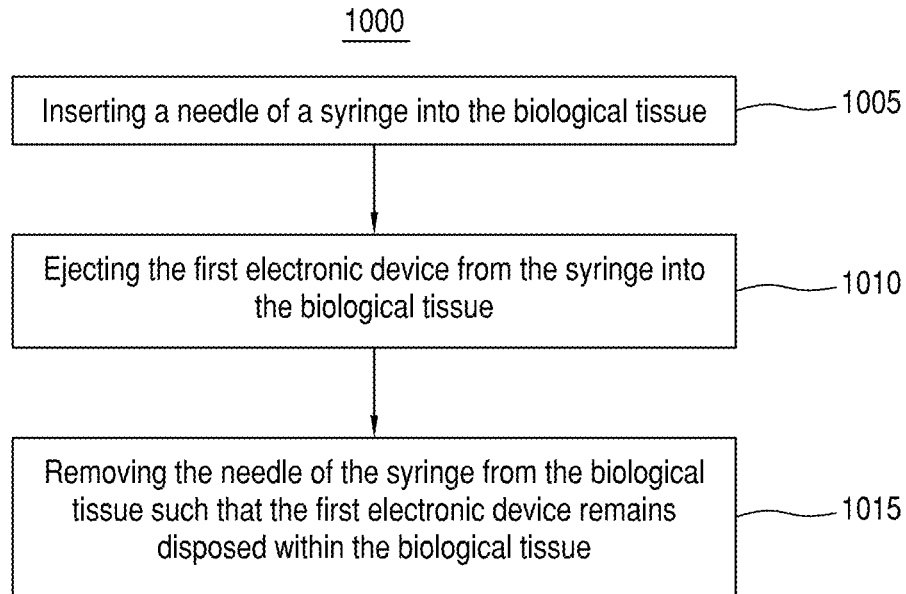 1000
Inserting a needle of a syringe into the biological tissue
1005
Ejecting the first electronic device from the syringe into
the biological tissue
1010
Removing the needle of the syringe from the biological
tissue such that the first electronic device remains
disposed within the biological tissue
1015